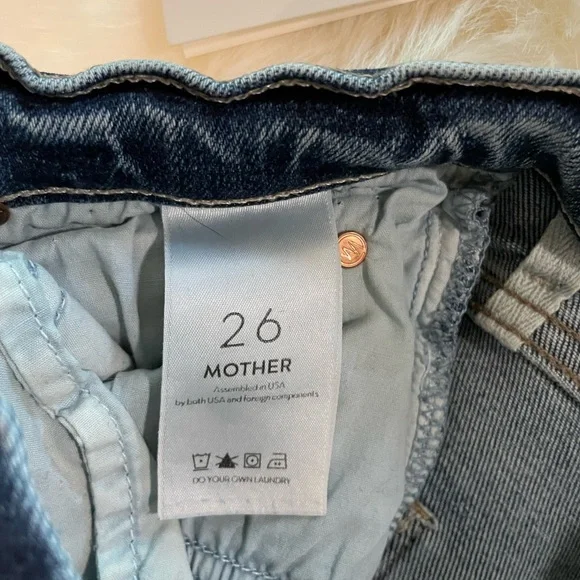 26
MOTHER
Assembled in USA
by both USA and foreign components
DO YOUR OWN LAUNDRY